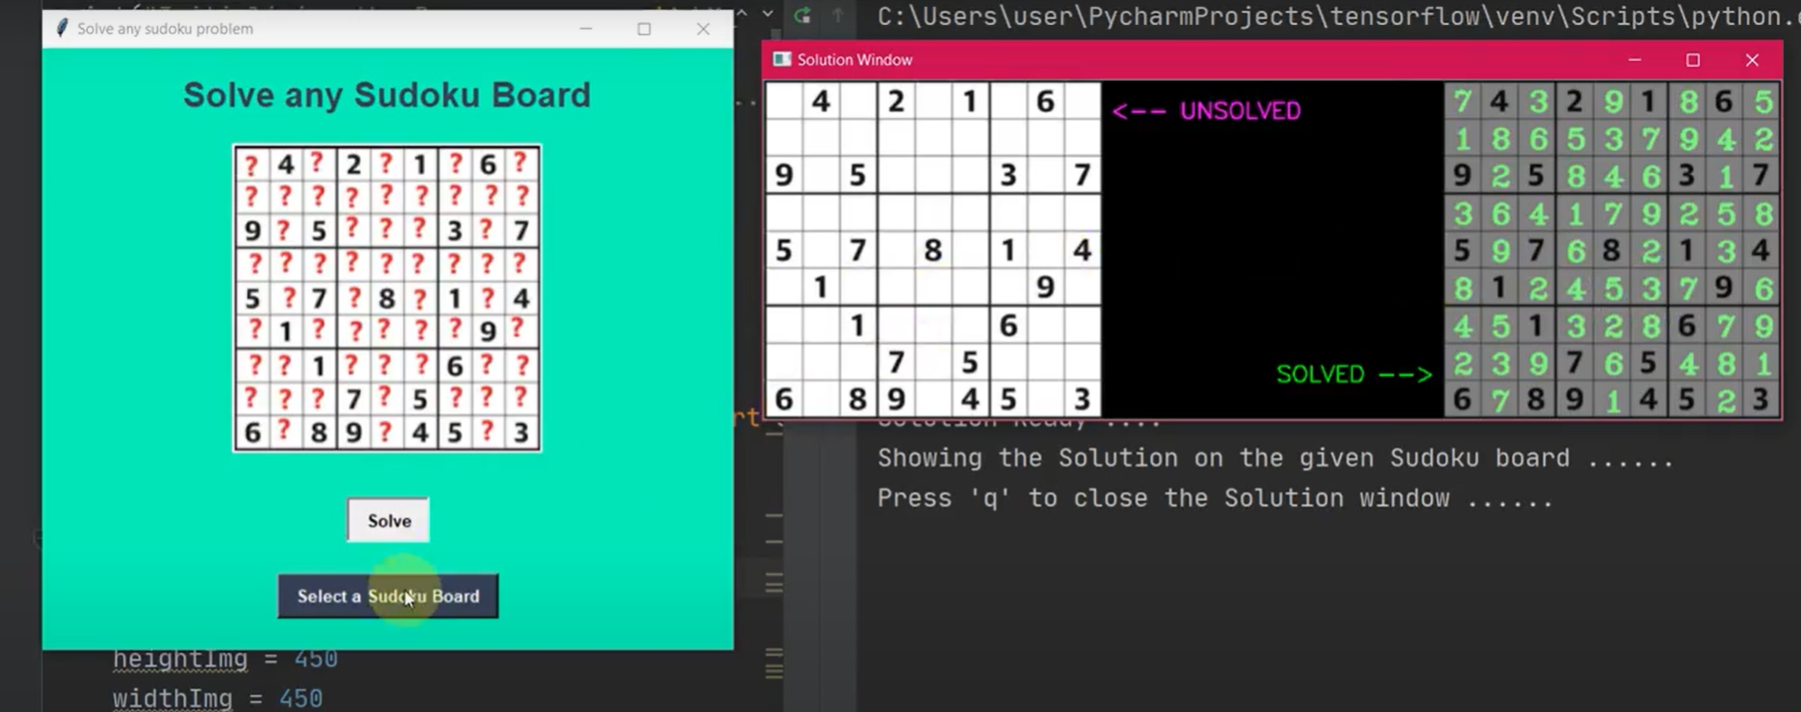 Solve any sudoku problem
Solve any Sudoku Board
? 4 ? 2 ? 1 ? 6 ?
? ? ? ? ? ? ? ? ?
9 ? 5 ? ? ? 3 ? 7
? ? ? ? ? ? ? ? ?
5 ? 7 ? 8 ? 1 ? 4
? 1 ? ? ? ? ? 9 ?
? ? 1 ? ? ? 6 ? ?
? ? ? 7 ? 5 ? ? ?
6 ? 8 9 ? 4 5 ? 3
Solve
Select a Sudoku Board
heightImg = 450
widthImg = 450
C:\Users\user\PycharmProjects\tensorflow\venv\Scripts\python.
Solution Window
4 2 1 6
9 5 3 7
5 7 8 1 4
1 9
1 6
7 5
6 8 9 4 5 3
<-- UNSOLVED
SOLVED -->
7 4 3 2 9 1 8 6 5
1 8 6 5 3 7 9 4 2
9 2 5 8 4 6 3 1 7
3 6 4 1 7 9 2 5 8
5 9 7 6 8 2 1 3 4
8 1 2 4 5 3 7 9 6
4 5 1 3 2 8 6 7 9
2 3 9 7 6 5 4 8 1
6 7 8 9 1 4 5 2 3
Solution Ready ....
Showing the Solution on the given Sudoku board ......
Press 'q' to close the Solution window ......